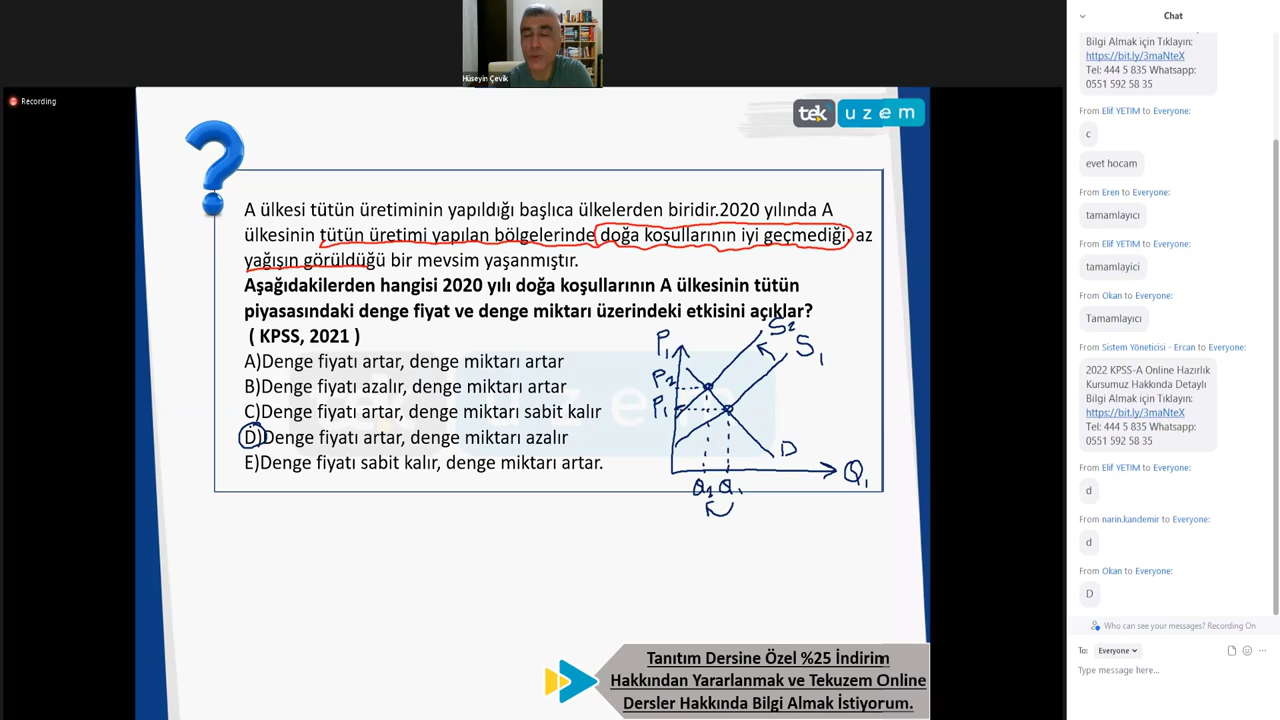 Hüseyin Çevik
Recording
tek uzem
A ülkesi tütün üretiminin yapıldığı başlıca ülkelerden biridir.2020 yılında A
ülkesinin tütün üretimi yapılan bölgelerinde doğa koşullarının iyi geçmediği, az
yağışın görüldüğü bir mevsim yaşanmıştır.
Aşağıdakilerden hangisi 2020 yılı doğa koşullarının A ülkesinin tütün
piyasasındaki denge fiyat ve denge miktarı üzerindeki etkisini açıklar?
( KPSS, 2021 )
A)Denge fiyatı artar, denge miktarı artar
B)Denge fiyatı azalır, denge miktarı artar
C)Denge fiyatı artar, denge miktarı sabit kalır
D)Denge fiyatı artar, denge miktarı azalır
E)Denge fiyatı sabit kalır, denge miktarı artar.
P1
S2
S1
P2
P1
D
Q1
Q2 Q1
Tanıtım Dersine Özel %25 İndirim
Hakkından Yararlanmak ve Tekuzem Online
Dersler Hakkında Bilgi Almak İstiyorum.
Chat
Bilgi Almak için Tıklayın:
https://bit.ly/3maNteX
Tel: 444 5 835 Whatsapp:
0551 592 58 35
From Elif YETIM to Everyone:
c
evet hocam
From Eren to Everyone:
tamamlayıcı
From Elif YETIM to Everyone:
tamamlayici
From Okan to Everyone:
Tamamlayıcı
From Sistem Yöneticisi - Ercan to Everyone:
2022 KPSS-A Online Hazırlık
Kursumuz Hakkında Detaylı
Bilgi Almak için Tıklayın:
https://bit.ly/3maNteX
Tel: 444 5 835 Whatsapp:
0551 592 58 35
From Elif YETIM to Everyone:
d
From narin.kandemir to Everyone:
d
From Okan to Everyone:
D
Who can see your messages? Recording On
To: Everyone
Type message here...